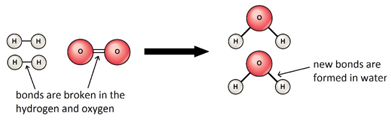 H H
H H
O O
bonds are broken in the
hydrogen and oxygen
O
H H
O
H H
new bonds are
formed in water